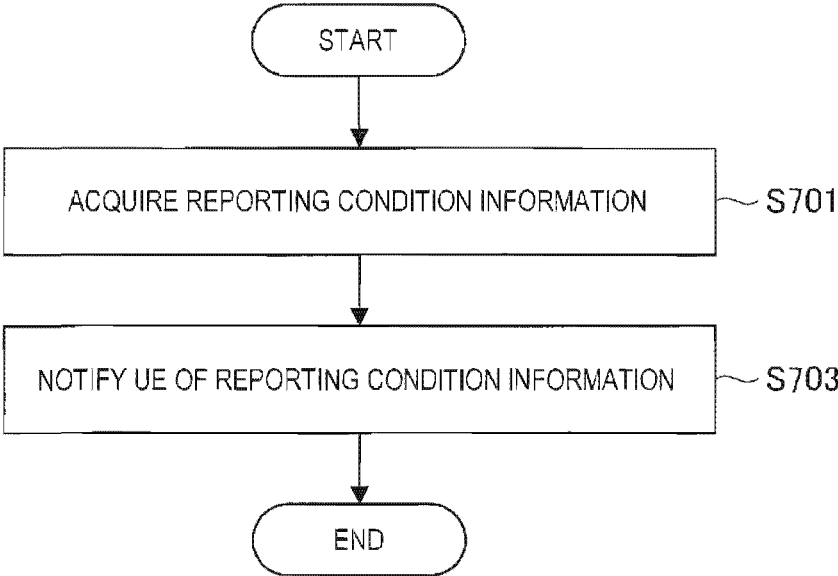 START
ACQUIRE REPORTING CONDITION INFORMATION
S701
NOTIFY UE OF REPORTING CONDITION INFORMATION
S703
END